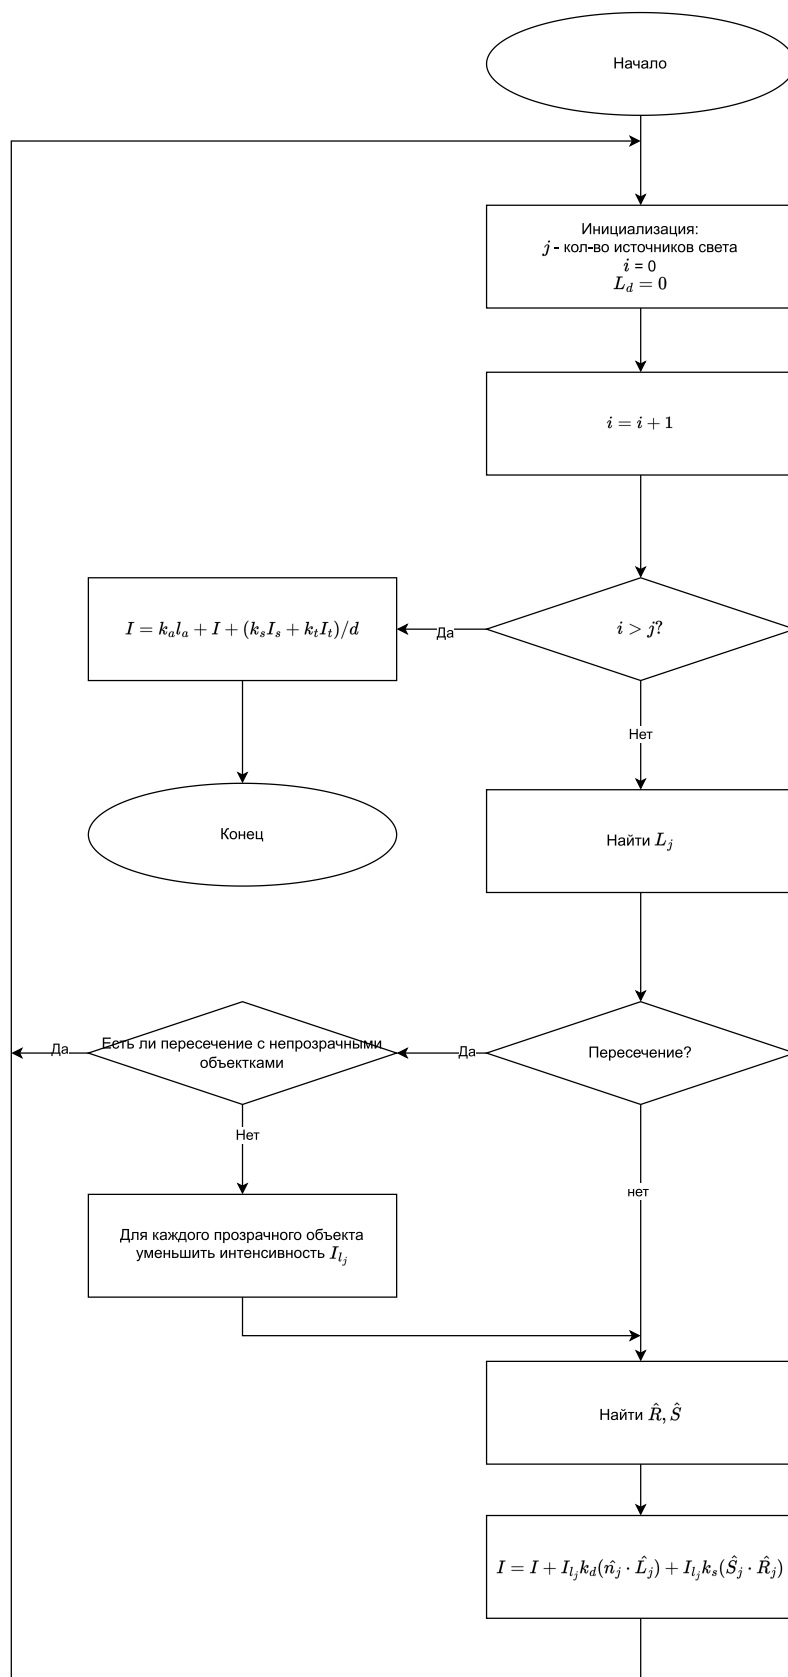 Начало
Инициализация:
j - кол-во источников света
i = 0
L_d = 0
i = i + 1
i > j?
Да
I = k_a l_a + I + (k_s I_s + k_t I_t)/d
Нет
Конец
Найти L_j
Пересечение?
Да
Есть ли пересечение с непрозрачными
объектками
Да
Нет
нет
Для каждого прозрачного объекта
уменьшить интенсивность I_{l_j}
Найти R̂, Ŝ
I = I + I_{l_j} k_d (n̂_j · L̂_j) + I_{l_j} k_s (Ŝ_j · R̂_j)